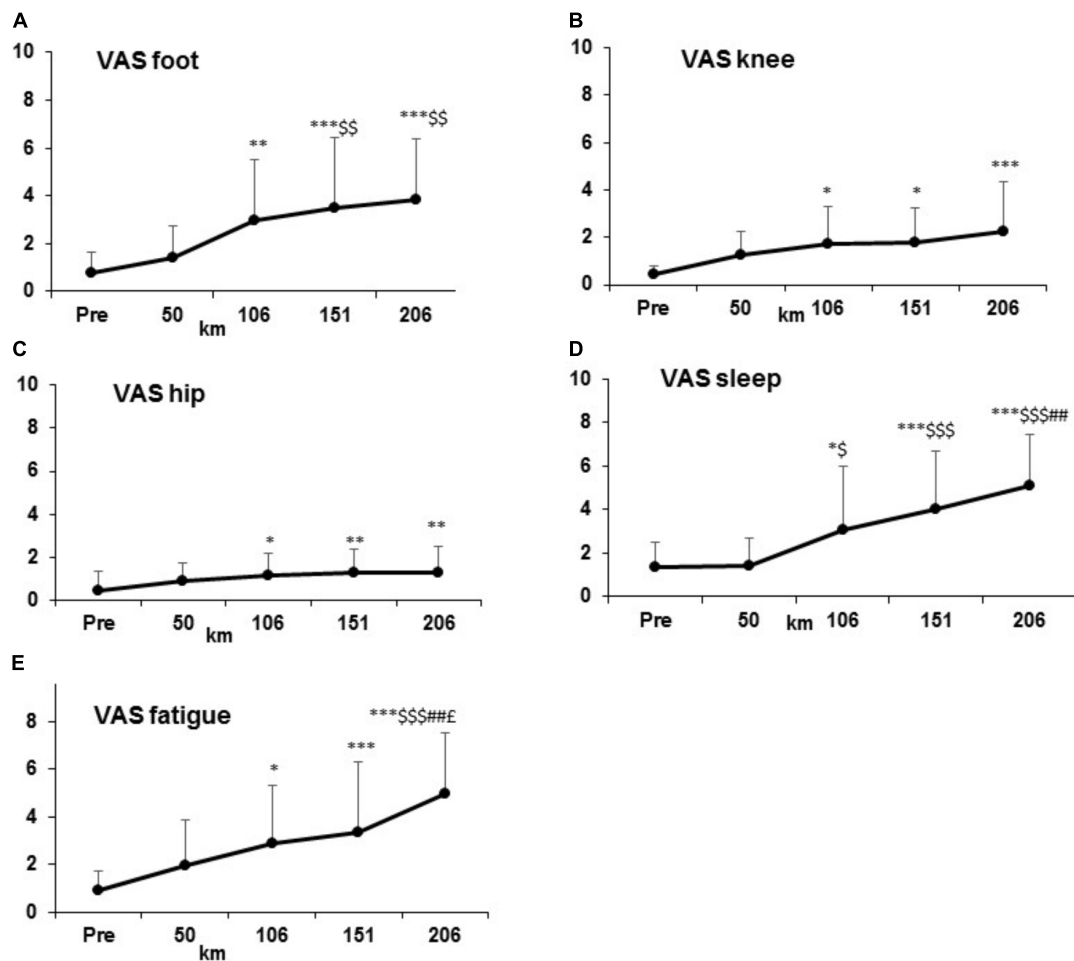 A
VAS foot
10
8
6
4
2
0
**
***$$
***$$
Pre 50 106 151 206
km
B
VAS knee
10
8
6
4
2
0
*
*
***
Pre 50 106 151 206
km
C
VAS hip
10
8
6
4
2
0
*
**
**
Pre 50 106 151 206
km
D
VAS sleep
10
8
6
4
2
0
*$
***$$$
***$$$##
Pre 50 106 151 206
km
E
VAS fatigue
8
6
4
2
0
*
***
***$$$##£
Pre 50 106 151 206
km